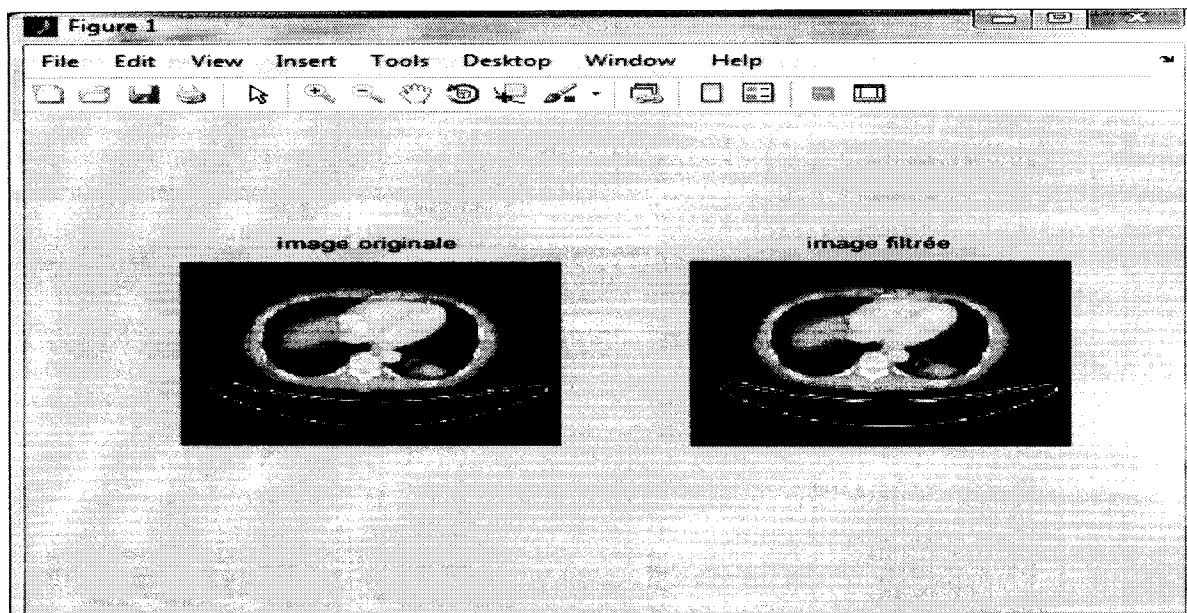 Figure 1
File Edit View Insert Tools Desktop Window Help
image originale
image filtrée